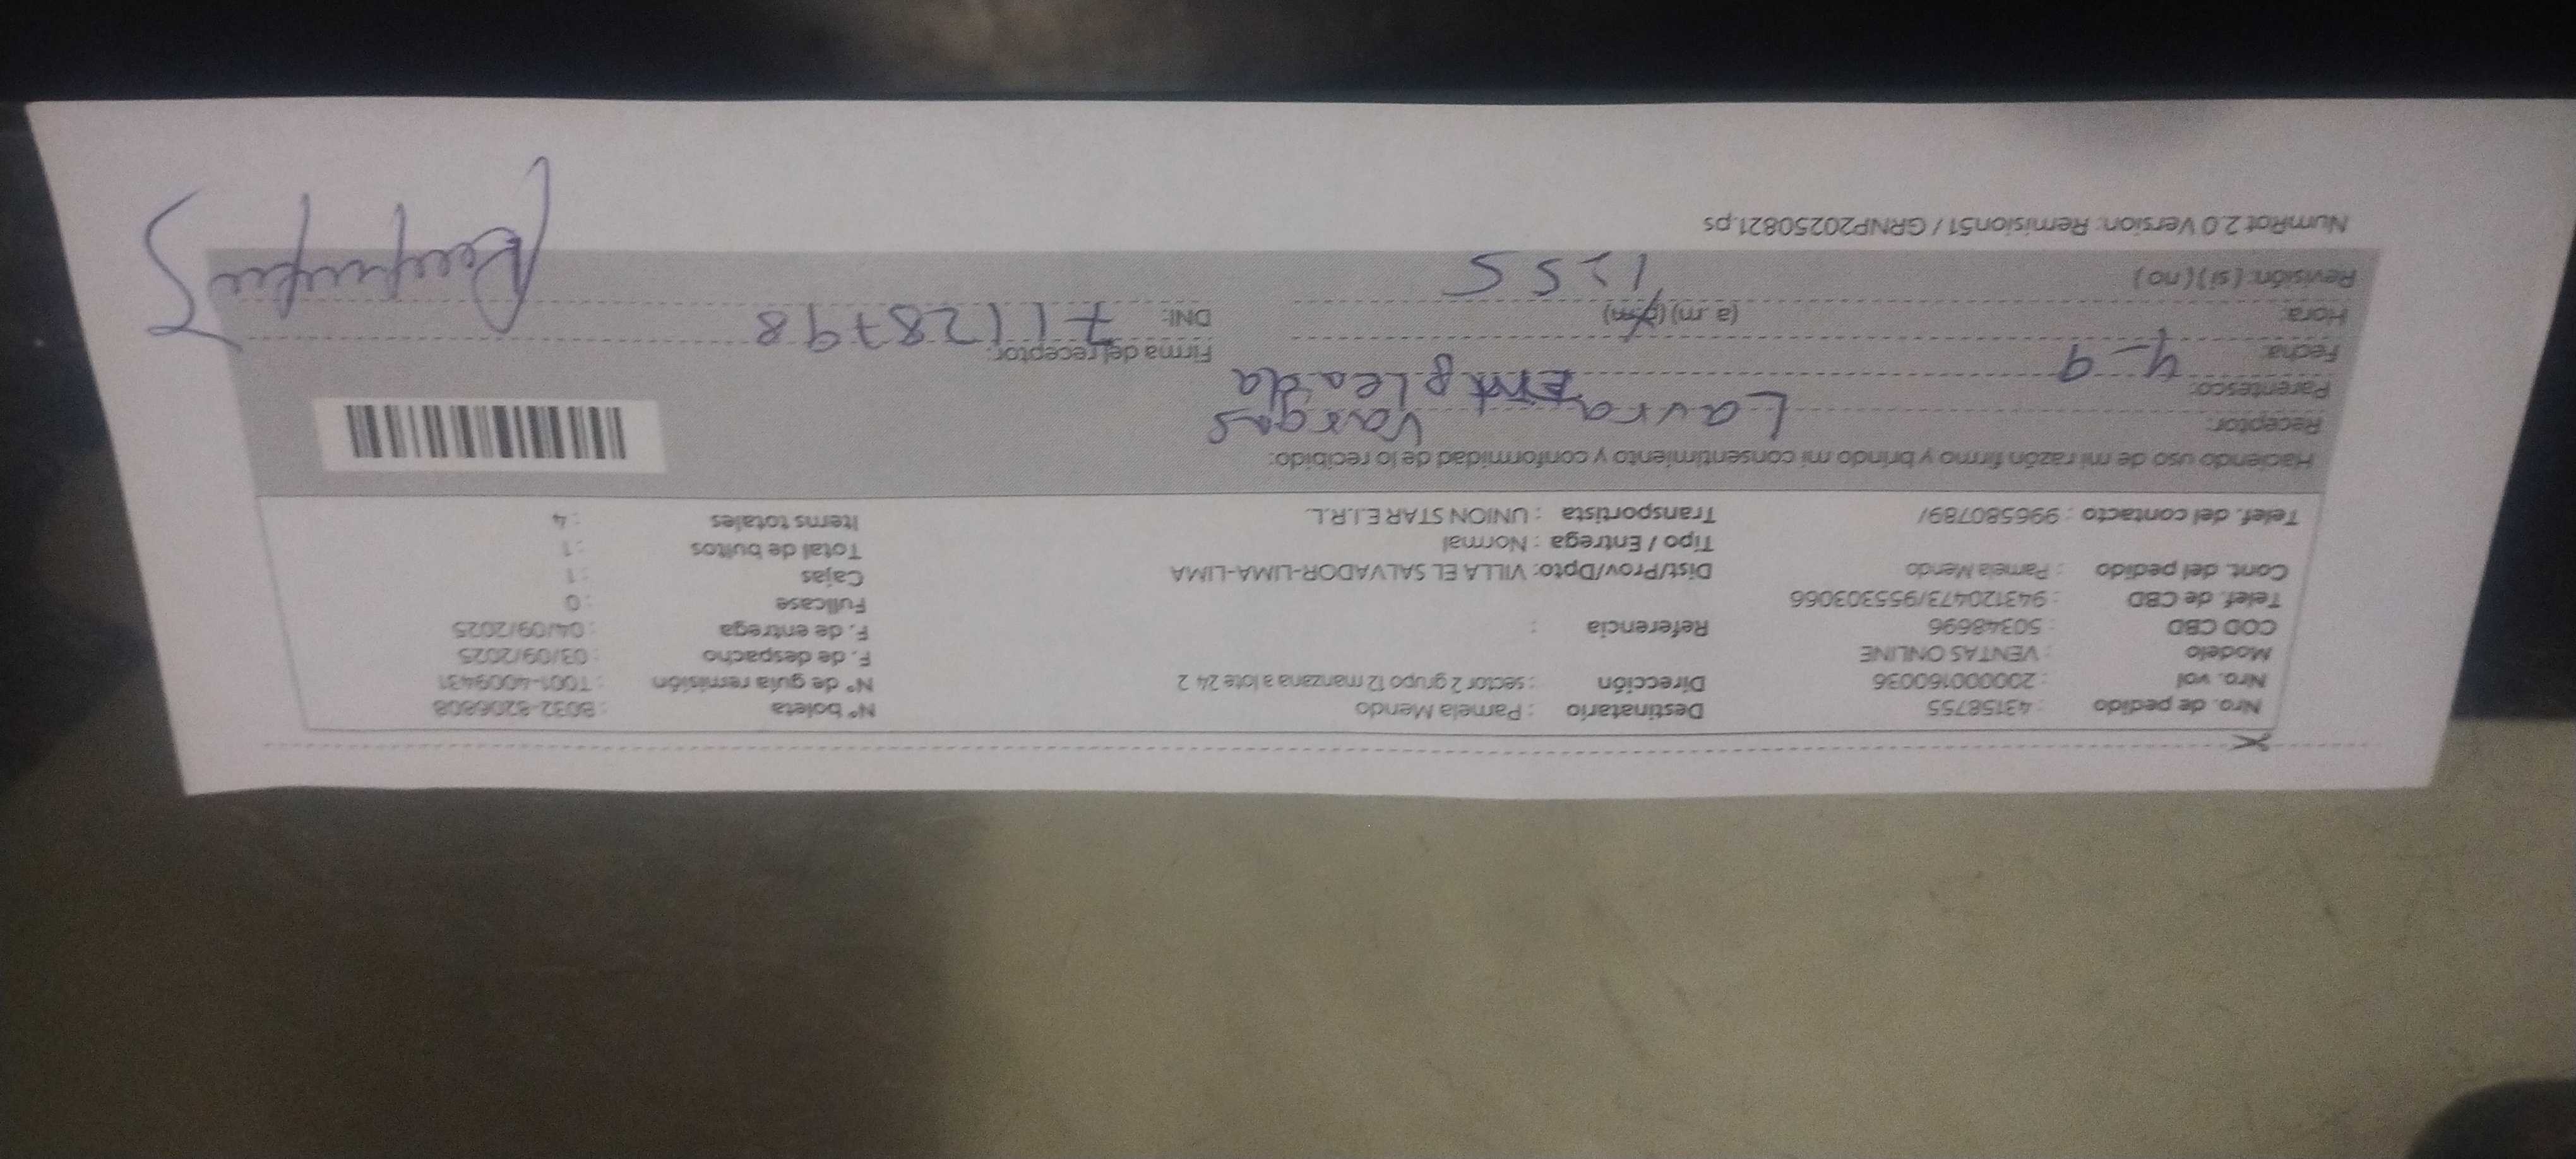 Nro. de pedido : 43158755 Destinatario : Pamela Mendo Nº boleta : B032-8206808
Nro. vol : 20000160036 Dirección : sector 2 grupo 12 manzana a lote 24 2 Nº de guía remisión : T001-4009431
Modelo : VENTAS ONLINE F. de despacho : 03/09/2025
COD CBD : 50348696 Referencia : F. de entrega : 04/09/2025
Telef. de CBD : 943120473/955303066 Fullcase : 0
Cont. del pedido : Pamela Mendo Dist/Prov/Dpto: VILLA EL SALVADOR-LIMA-LIMA Cajas : 1
Tipo / Entrega : Normal Total de bultos : 1
Telef. del contacto : 996580789/ Transportista : UNION STAR E.I.R.L. Items totales : 4
Haciendo uso de mi razón firmo y brindo mi consentimiento y conformidad de lo recibido:
Receptor: Laura Vargas
Parentesco: Empleada
Fecha: 4-9 Firma del receptor:
Hora: (a .m) (p.m) DNI: 71128798
1:55
Revisión: ( si ) ( no )
NumRot 2.0 Version: Remision51 / GRNP20250821.ps